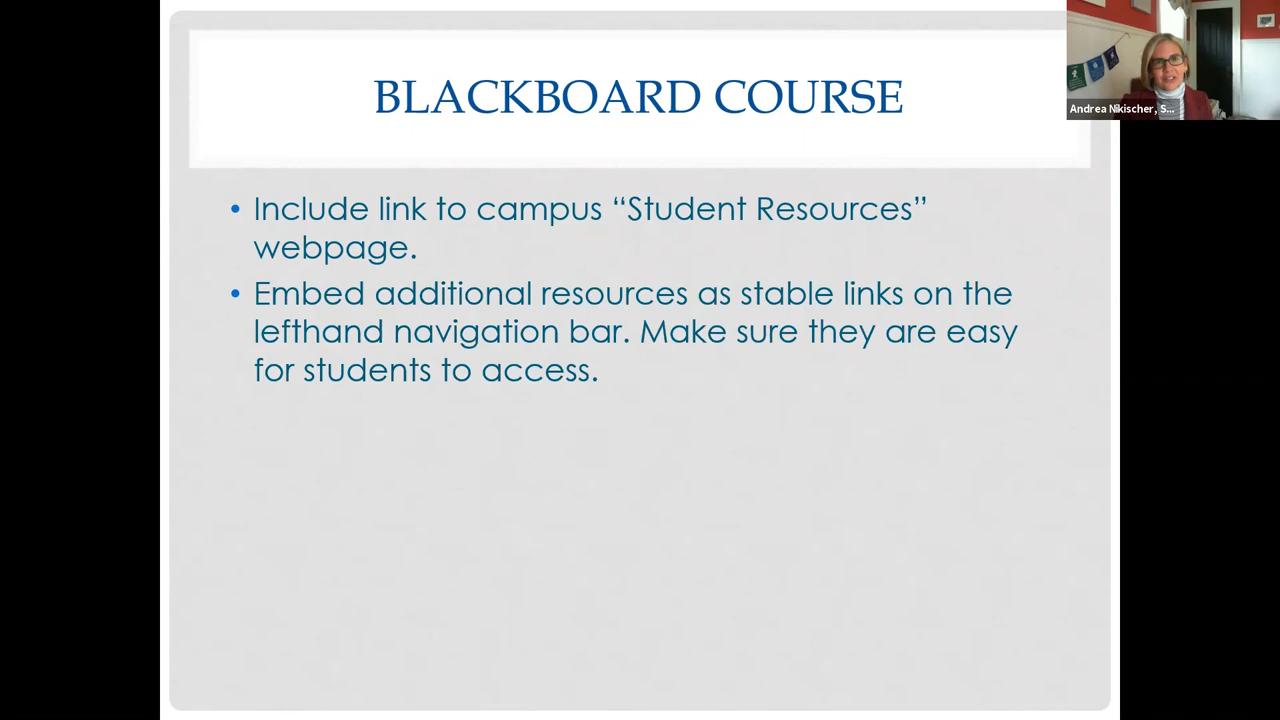 BLACKBOARD COURSE
Andrea Nikischer, S...
• Include link to campus “Student Resources”
webpage.
• Embed additional resources as stable links on the
lefthand navigation bar. Make sure they are easy
for students to access.